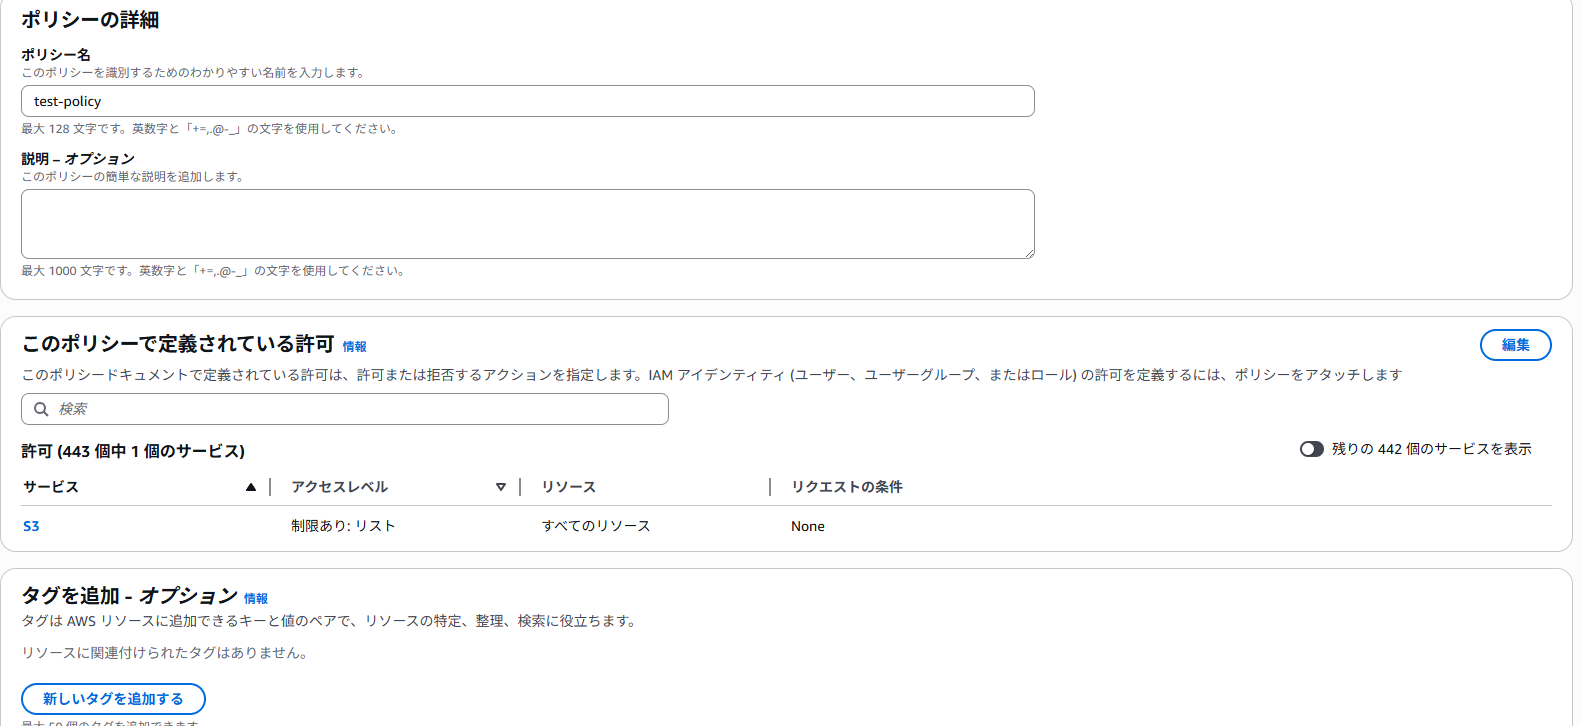 ポリシーの詳細
ポリシー名
このポリシーを識別するためのわかりやすい名前を入力します。
test-policy
最大 128 文字です。英数字と「+=,.@-_」の文字を使用してください。
説明 – オプション
このポリシーの簡単な説明を追加します。
最大 1000 文字です。英数字と「+=,.@-_」の文字を使用してください。
このポリシーで定義されている許可 情報
編集
このポリシードキュメントで定義されている許可は、許可または拒否するアクションを指定します。IAM アイデンティティ (ユーザー、ユーザーグループ、またはロール) の許可を定義するには、ポリシーをアタッチします
検索
許可 (443 個中 1 個のサービス)
残りの 442 個のサービスを表示
サービス アクセスレベル リソース リクエストの条件
S3 制限あり: リスト すべてのリソース None
タグを追加 - オプション 情報
タグは AWS リソースに追加できるキーと値のペアで、リソースの特定、整理、検索に役立ちます。
リソースに関連付けられたタグはありません。
新しいタグを追加する
最大 50 個のタグを追加できます。